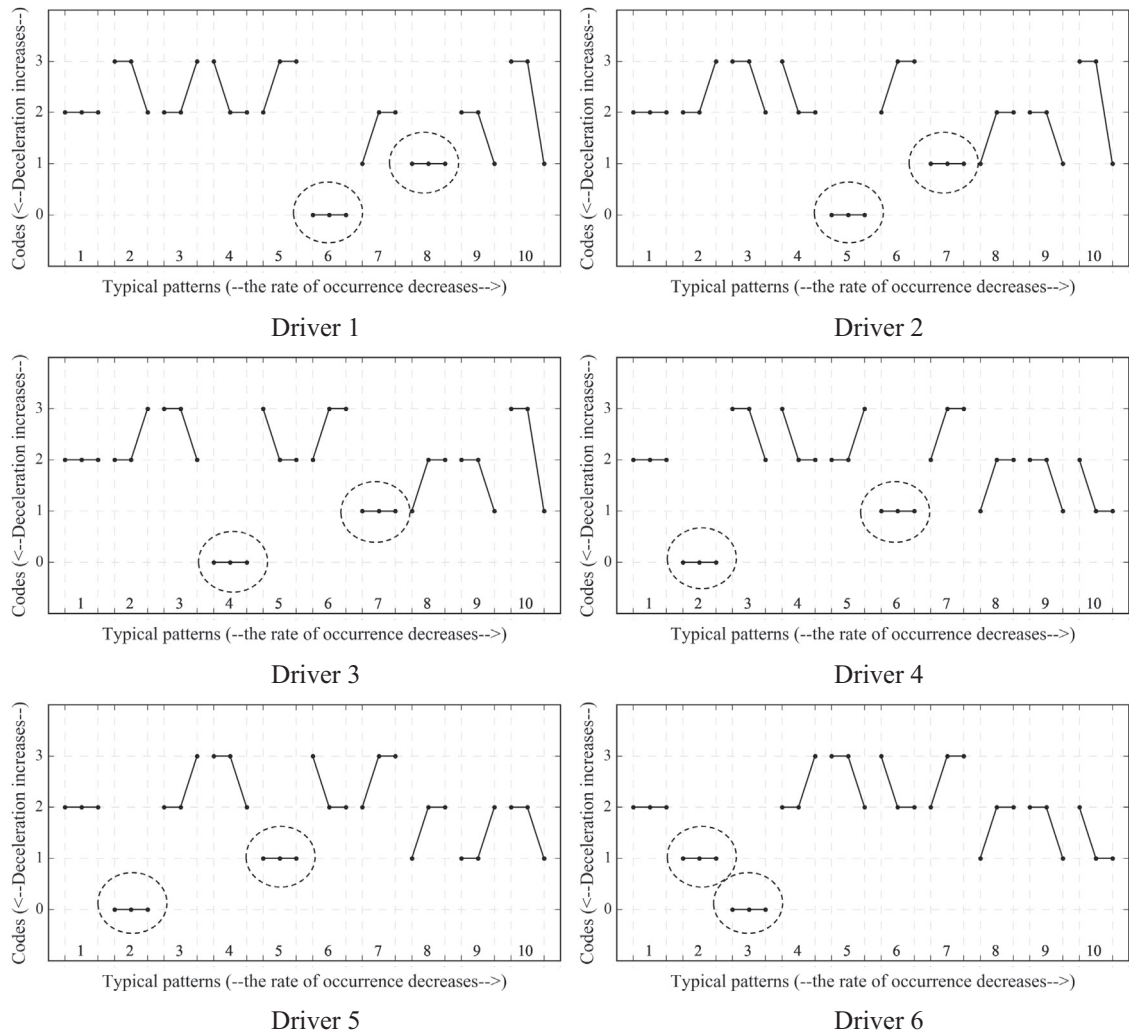 Codes (<--Deceleration increases--)
3
2
1
0
1 2 3 4 5 6 7 8 9 10
Typical patterns (--the rate of occurrence decreases-->)
Driver 1
Codes (<--Deceleration increases--)
3
2
1
0
1 2 3 4 5 6 7 8 9 10
Typical patterns (--the rate of occurrence decreases-->)
Driver 2
Codes (<--Deceleration increases--)
3
2
1
0
1 2 3 4 5 6 7 8 9 10
Typical patterns (--the rate of occurrence decreases-->)
Driver 3
Codes (<--Deceleration increases--)
3
2
1
0
1 2 3 4 5 6 7 8 9 10
Typical patterns (--the rate of occurrence decreases-->)
Driver 4
Codes (<--Deceleration increases--)
3
2
1
0
1 2 3 4 5 6 7 8 9 10
Typical patterns (--the rate of occurrence decreases-->)
Driver 5
Codes (<--Deceleration increases--)
3
2
1
0
1 2 3 4 5 6 7 8 9 10
Typical patterns (--the rate of occurrence decreases-->)
Driver 6